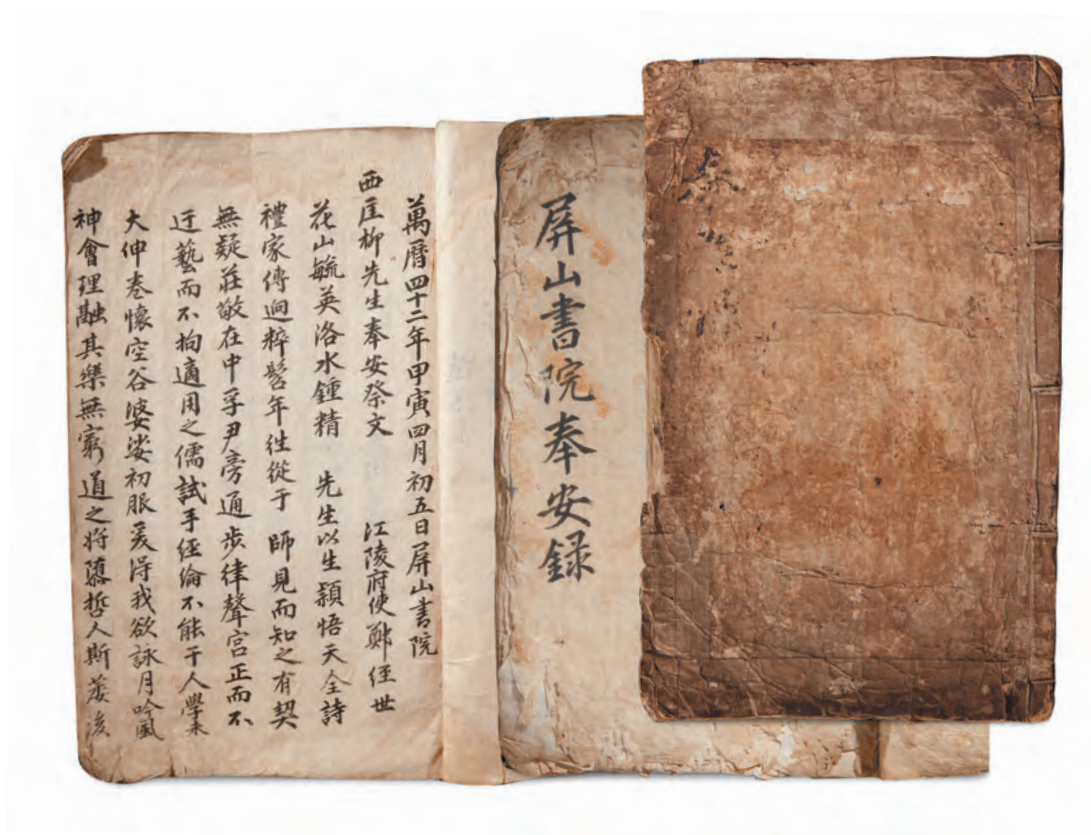 屏山書院奉安録
萬曆四十二年甲寅四月初五日屏山書院
西厓柳先生奉安祭文 江陵府使鄭經世
花山毓英洛水鍾精 先生以生頴悟天全詩
禮家傳逈粹髫年徃從于 師見而知之有契
無疑莊敬在中孚尹旁通步律聲宮正而不
迂藝而不拘適用之儒試手經綸不能干人學未
大伸卷懷空谷婆娑初服爰得我欲詠月吟風
神會理融其樂無窮道之將墜哲人斯萎後